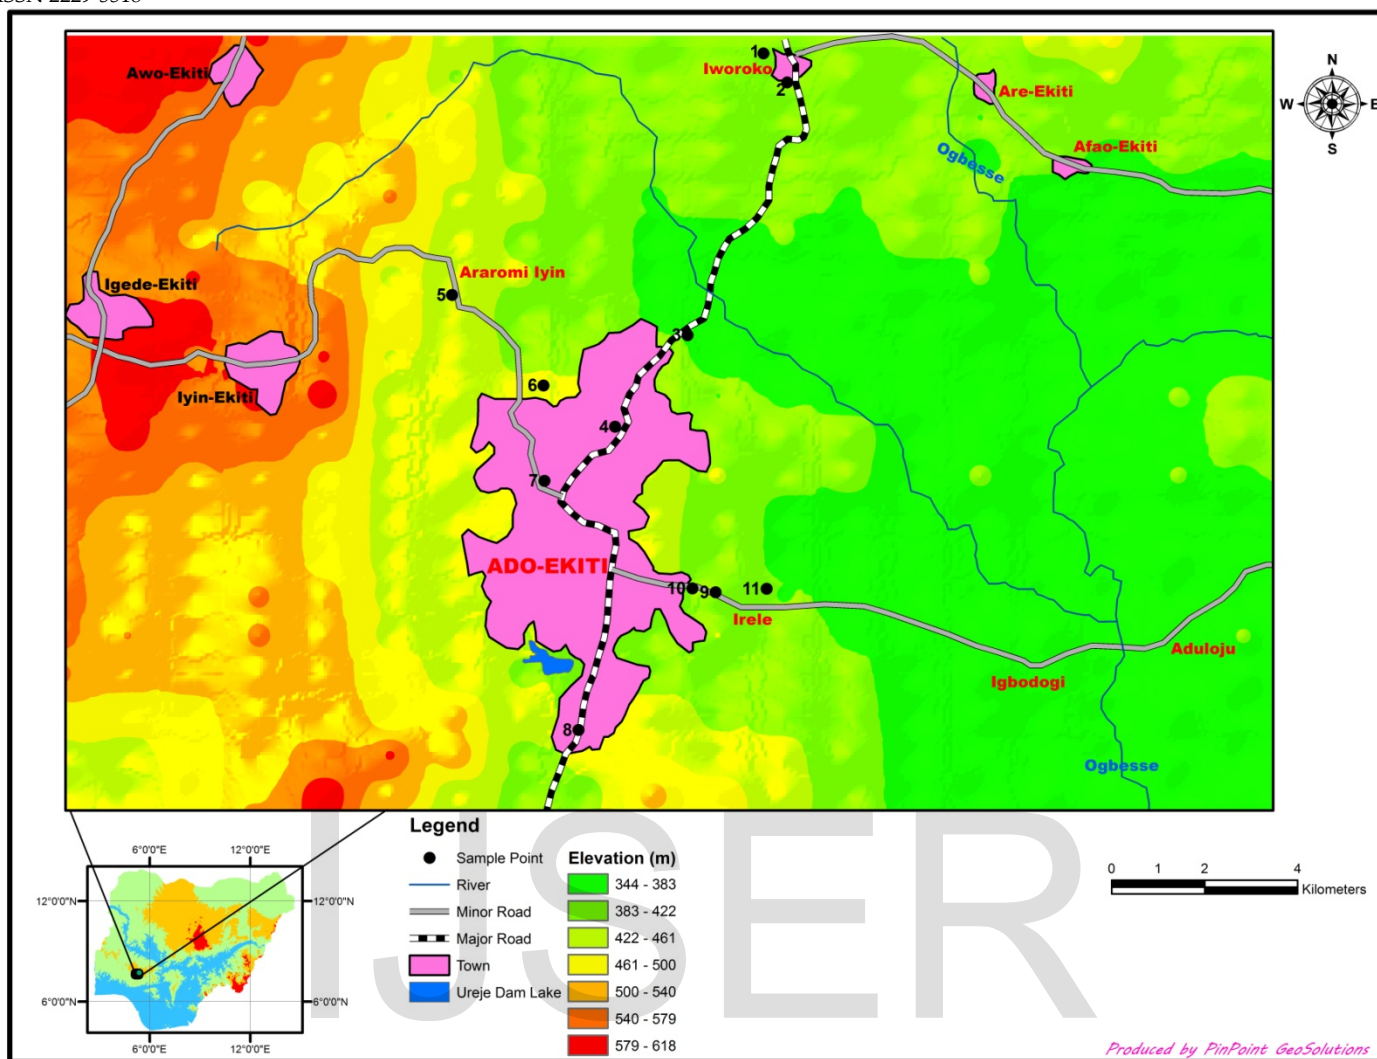 ISSN 2229-5518
Awo-Ekiti
1
Iworoko
2
Are-Ekiti
Afao-Ekiti
Ogbesse
N
W
E
S
Igede-Ekiti
Araromi Iyin
5
3
Iyin-Ekiti
6
4
7
ADO-EKITI
10
9
11
Irele
Aduloju
Igbodogi
8
Ogbesse
Legend
Sample Point
River
Minor Road
Major Road
Town
Ureje Dam Lake
Elevation (m)
344 - 383
383 - 422
422 - 461
461 - 500
500 - 540
540 - 579
579 - 618
0 1 2 4
Kilometers
6°0'0"E 12°0'0"E
12°0'0"N 12°0'0"N
6°0'0"N 6°0'0"N
6°0'0"E 12°0'0"E
IJSER
Produced by PinPoint GeoSolutions